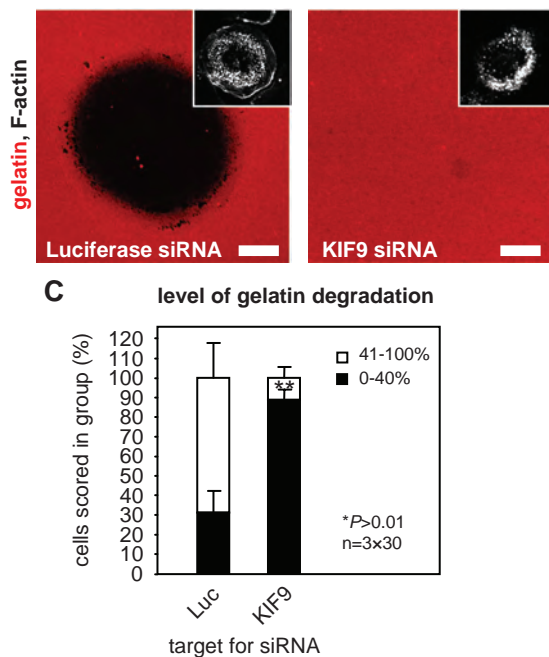 gelatin, F-actin
Luciferase siRNA
KIF9 siRNA
C
level of gelatin degradation
cells scored in group (%)
120
110
100
90
80
70
60
50
40
30
20
10
0
**
41-100%
0-40%
*P>0.01
n=3×30
Luc
KIF9
target for siRNA